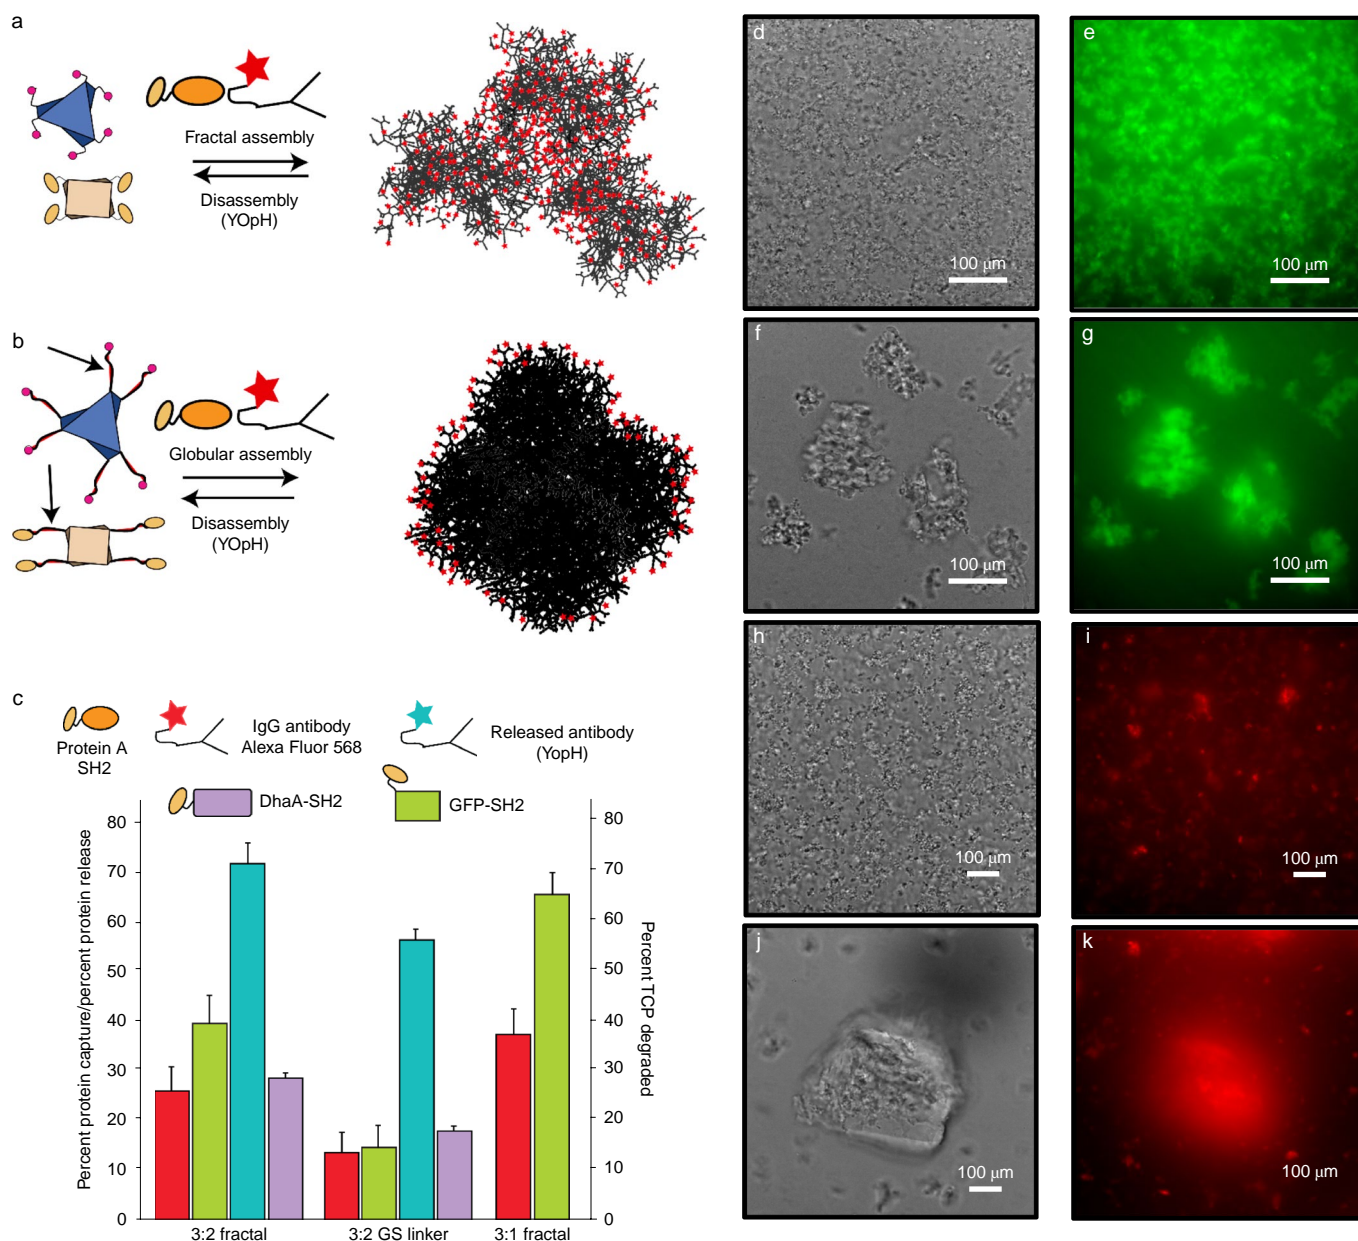 a
Fractal assembly
Disassembly
(YOpH)
b
Globular assembly
Disassembly
(YOpH)
c
Protein A
SH2
IgG antibody
Alexa Fluor 568
Released antibody
(YopH)
DhaA-SH2
GFP-SH2
Percent protein capture/percent protein release
80
70
60
50
40
30
20
10
0
80
70
60
50
40
30
20
10
0
Percent TCP degraded
3:2 fractal
3:2 GS linker
3:1 fractal
d
100 μm
e
100 μm
f
100 μm
g
100 μm
h
100 μm
i
100 μm
j
100 μm
k
100 μm